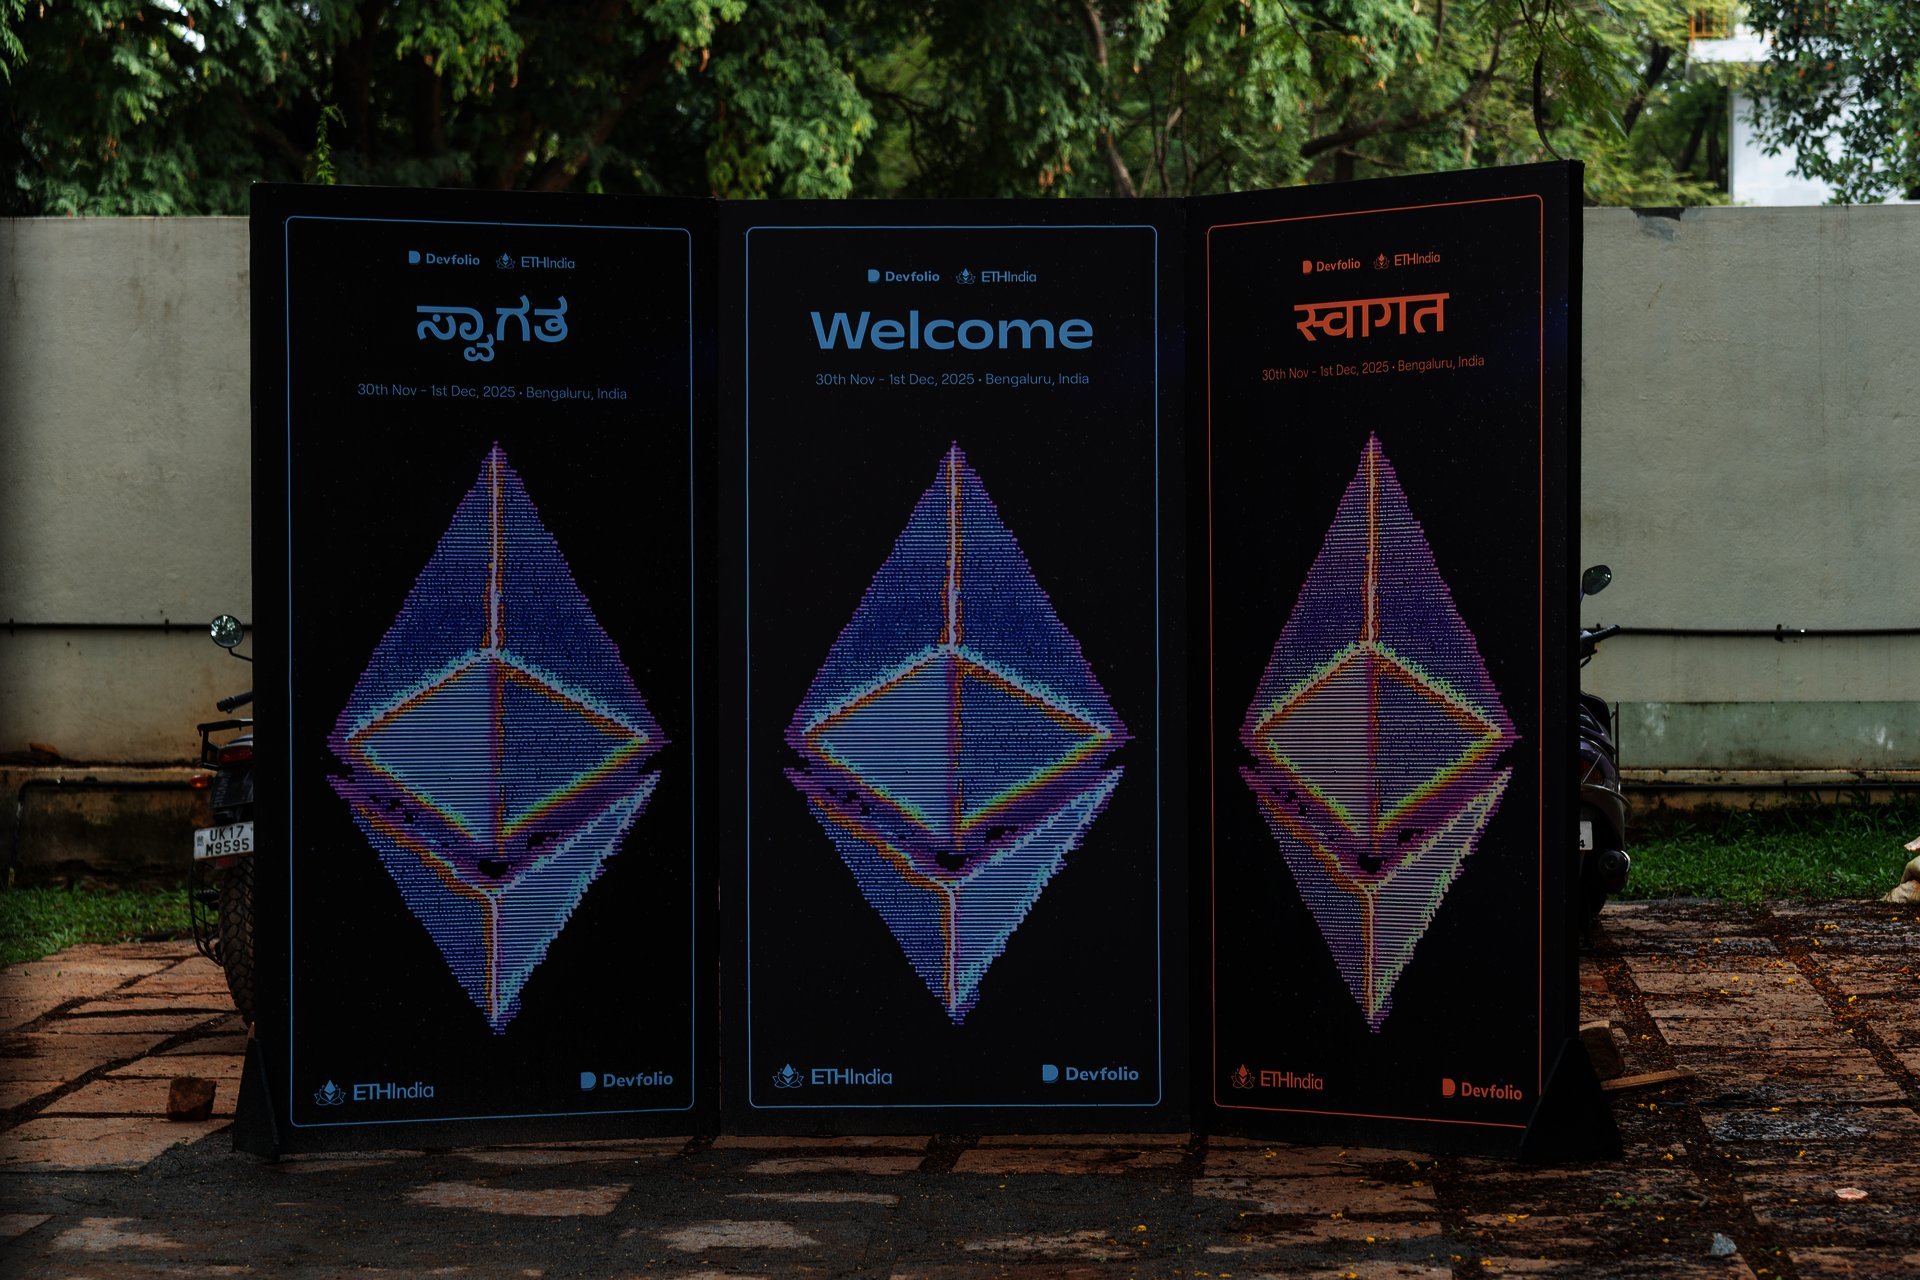 Devfolio ETHIndia
ಸ್ವಾಗತ
30th Nov - 1st Dec, 2025 • Bengaluru, India
ETHIndia Devfolio
Devfolio ETHIndia
Welcome
30th Nov - 1st Dec, 2025 • Bengaluru, India
ETHIndia Devfolio
Devfolio ETHIndia
स्वागत
30th Nov - 1st Dec, 2025 • Bengaluru, India
ETHIndia Devfolio
UK17
M9595